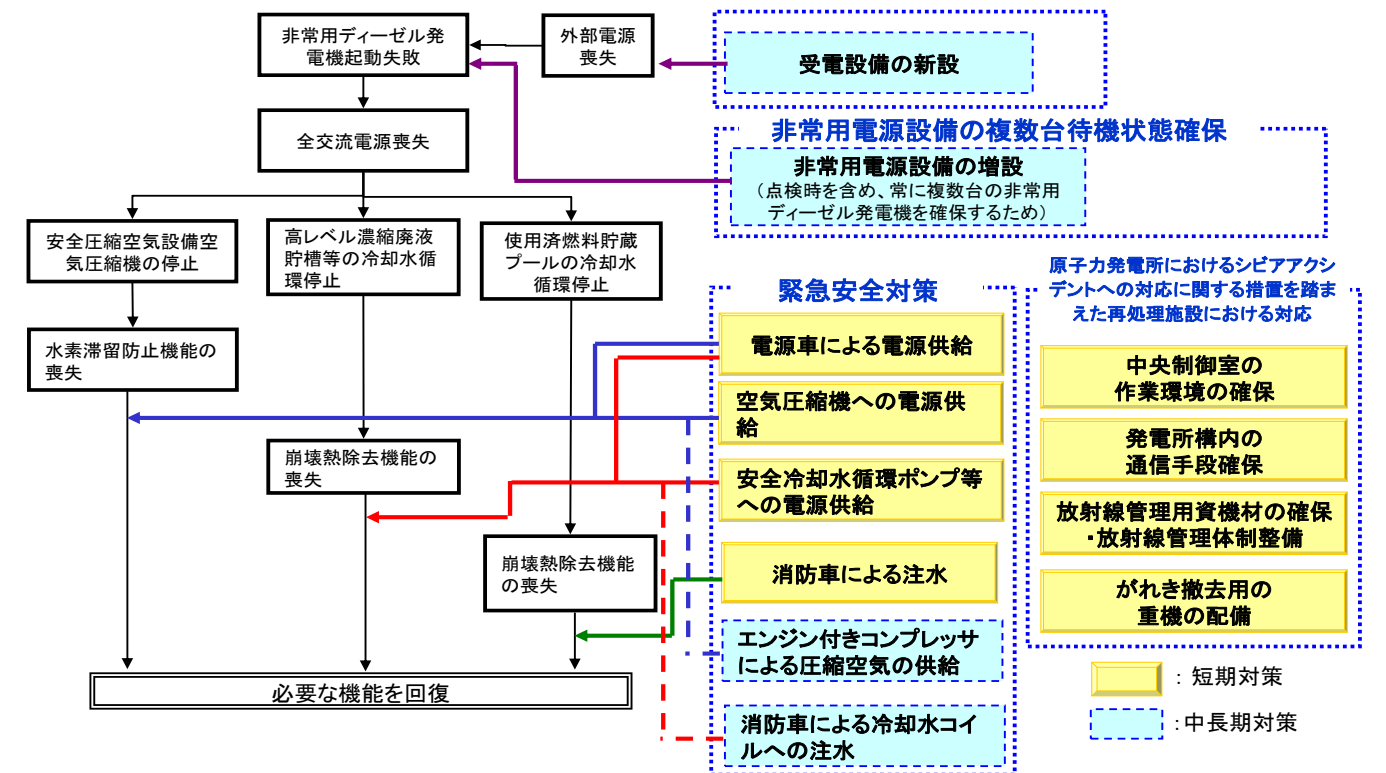 非常用ディーゼル発
電機起動失敗
外部電源
喪失
受電設備の新設
全交流電源喪失
非常用電源設備の複数台待機状態確保
非常用電源設備の増設
（点検時を含め、常に複数台の非常用
ディーゼル発電機を確保するため）
安全圧縮空気設備空
気圧縮機の停止
高レベル濃縮廃液
貯槽等の冷却水循
環停止
使用済燃料貯蔵
プールの冷却水
循環停止
水素滞留防止機能の
喪失
崩壊熱除去機能の
喪失
崩壊熱除去機能
の喪失
必要な機能を回復
緊急安全対策
電源車による電源供給
空気圧縮機への電源供
給
安全冷却水循環ポンプ等
への電源供給
消防車による注水
エンジン付きコンプレッサ
による圧縮空気の供給
消防車による冷却水コイ
ルへの注水
原子力発電所におけるシビアアクシ
デントへの対応に関する措置を踏ま
えた再処理施設における対応
中央制御室の
作業環境の確保
発電所構内の
通信手段確保
放射線管理用資機材の確保
・放射線管理体制整備
がれき撤去用の
重機の配備
：短期対策
：中長期対策